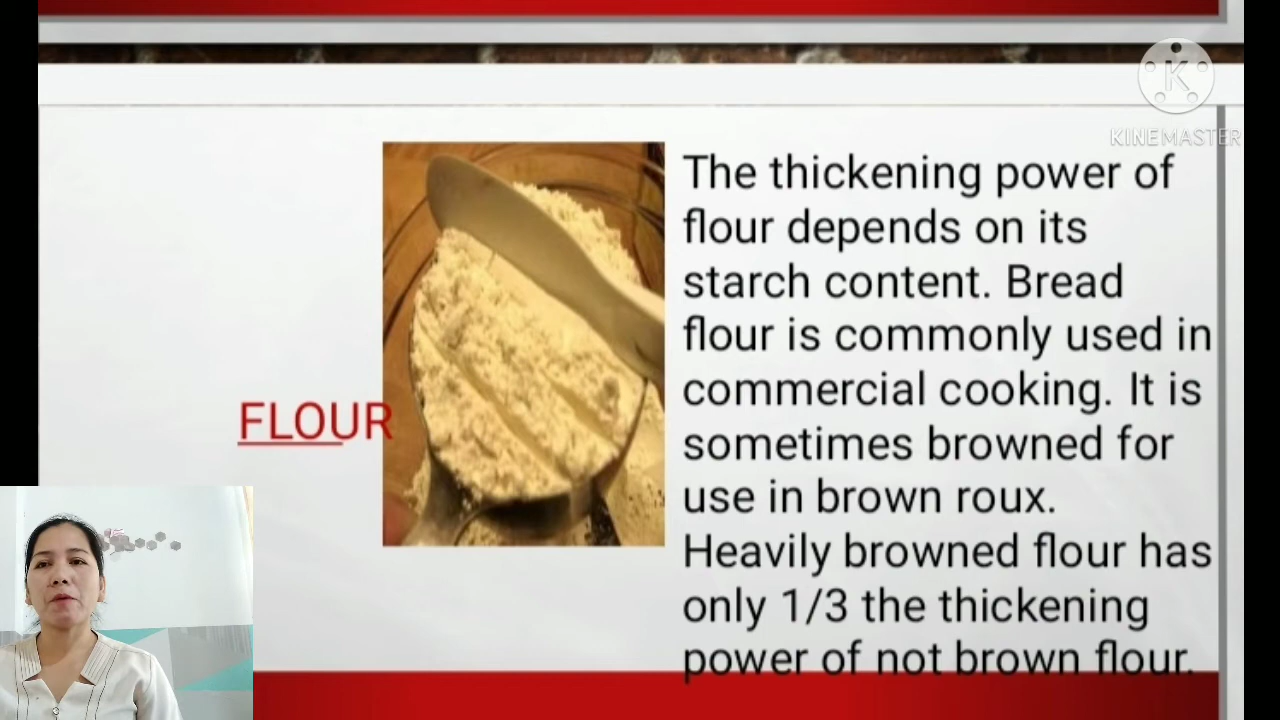 KINEMASTER
FLOUR
The thickening power of
flour depends on its
starch content. Bread
flour is commonly used in
commercial cooking. It is
sometimes browned for
use in brown roux.
Heavily browned flour has
only 1/3 the thickening
power of not brown flour.